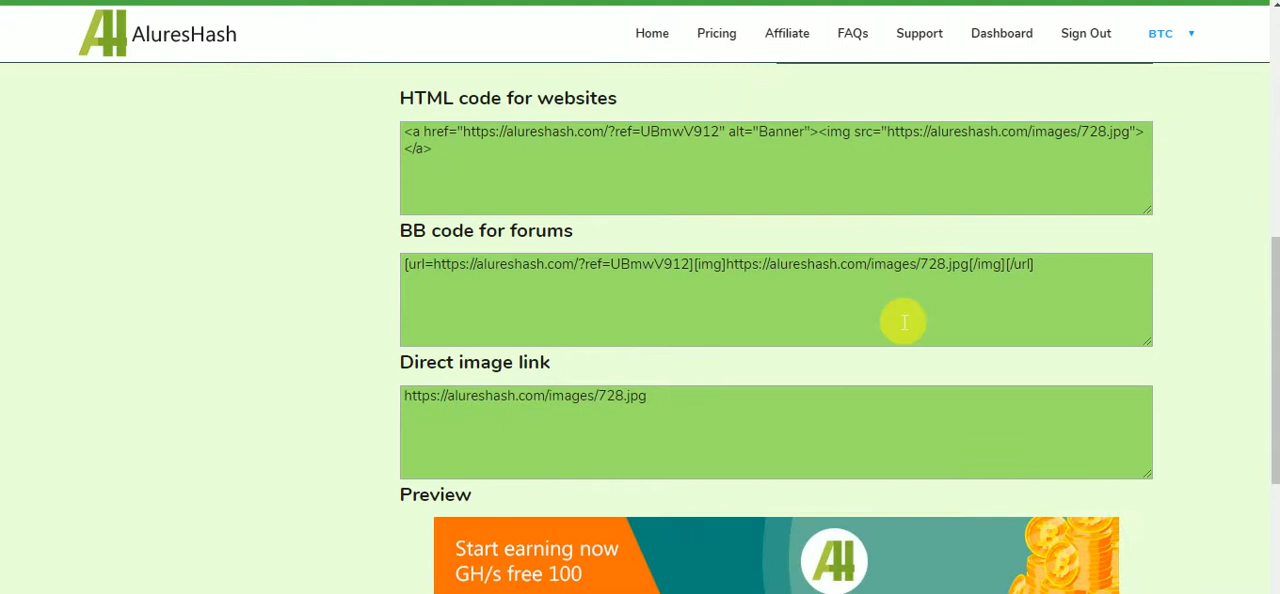 AH AluresHash
Home Pricing Affiliate FAQs Support Dashboard Sign Out BTC ▼
HTML code for websites
<a href="https://alureshash.com/?ref=UBmwV912" alt="Banner"><img src="https://alureshash.com/images/728.jpg">
</a>
BB code for forums
[url=https://alureshash.com/?ref=UBmwV912][img]https://alureshash.com/images/728.jpg[/img][/url]
Direct image link
https://alureshash.com/images/728.jpg
Preview
Start earning now
GH/s free 100
AH